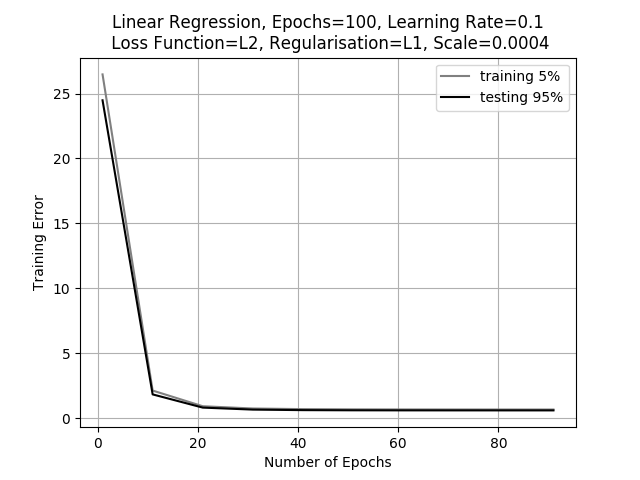 Linear Regression, Epochs=100, Learning Rate=0.1
Loss Function=L2, Regularisation=L1, Scale=0.0004
training 5%
testing 95%
Training Error
25
20
15
10
5
0
0 20 40 60 80
Number of Epochs